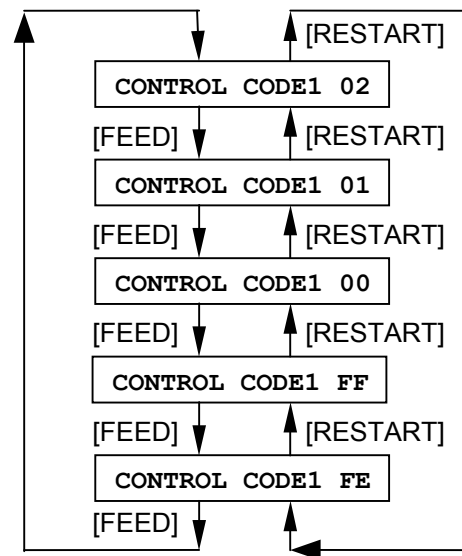 [RESTART]
CONTROL CODE1 02
[FEED] [RESTART]
CONTROL CODE1 01
[FEED] [RESTART]
CONTROL CODE1 00
[FEED] [RESTART]
CONTROL CODE1 FF
[FEED] [RESTART]
CONTROL CODE1 FE
[FEED]